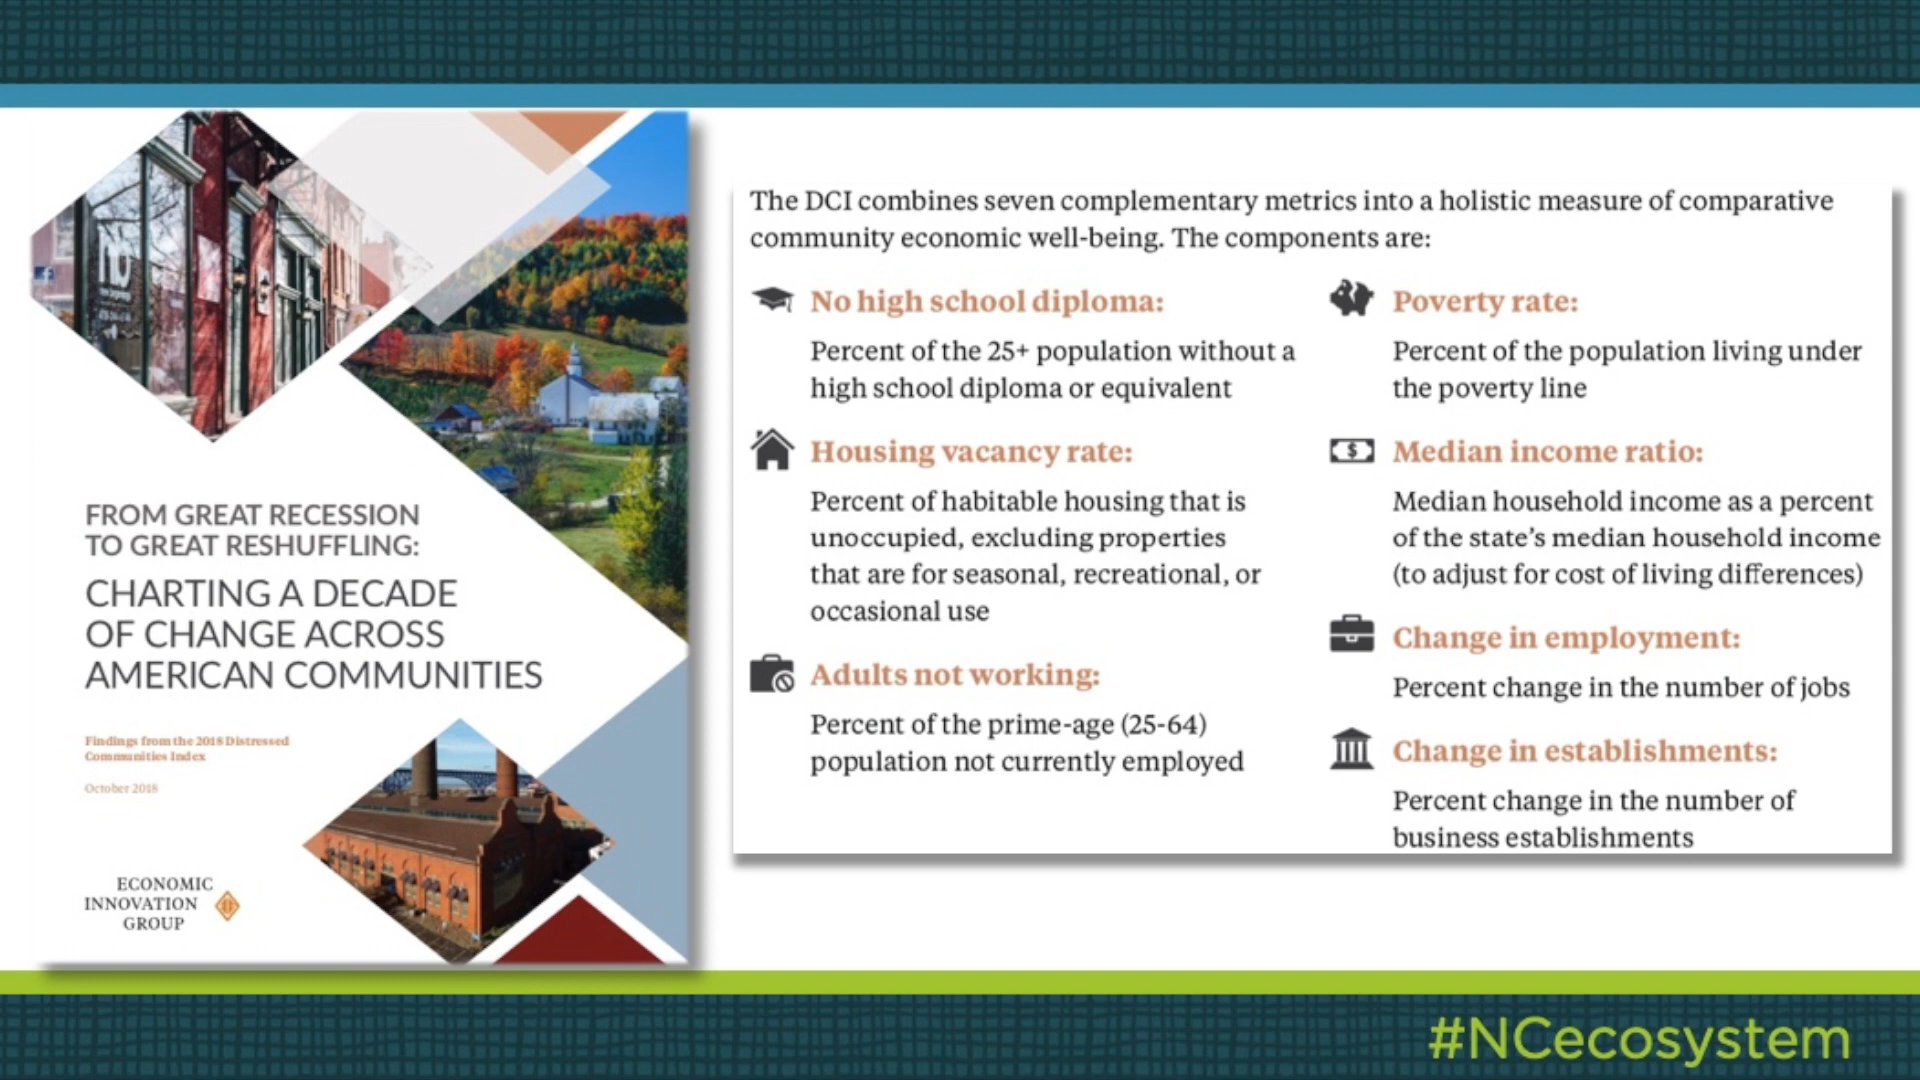 FROM GREAT RECESSION
TO GREAT RESHUFFLING:
CHARTING A DECADE
OF CHANGE ACROSS
AMERICAN COMMUNITIES
Findings from the 2018 Distressed
Communities Index
October 2018
ECONOMIC
INNOVATION
GROUP
The DCI combines seven complementary metrics into a holistic measure of comparative
community economic well-being. The components are:
No high school diploma:
Percent of the 25+ population without a
high school diploma or equivalent
Housing vacancy rate:
Percent of habitable housing that is
unoccupied, excluding properties
that are for seasonal, recreational, or
occasional use
Adults not working:
Percent of the prime-age (25-64)
population not currently employed
Poverty rate:
Percent of the population living under
the poverty line
Median income ratio:
Median household income as a percent
of the state’s median household income
(to adjust for cost of living differences)
Change in employment:
Percent change in the number of jobs
Change in establishments:
Percent change in the number of
business establishments
#NCecosystem